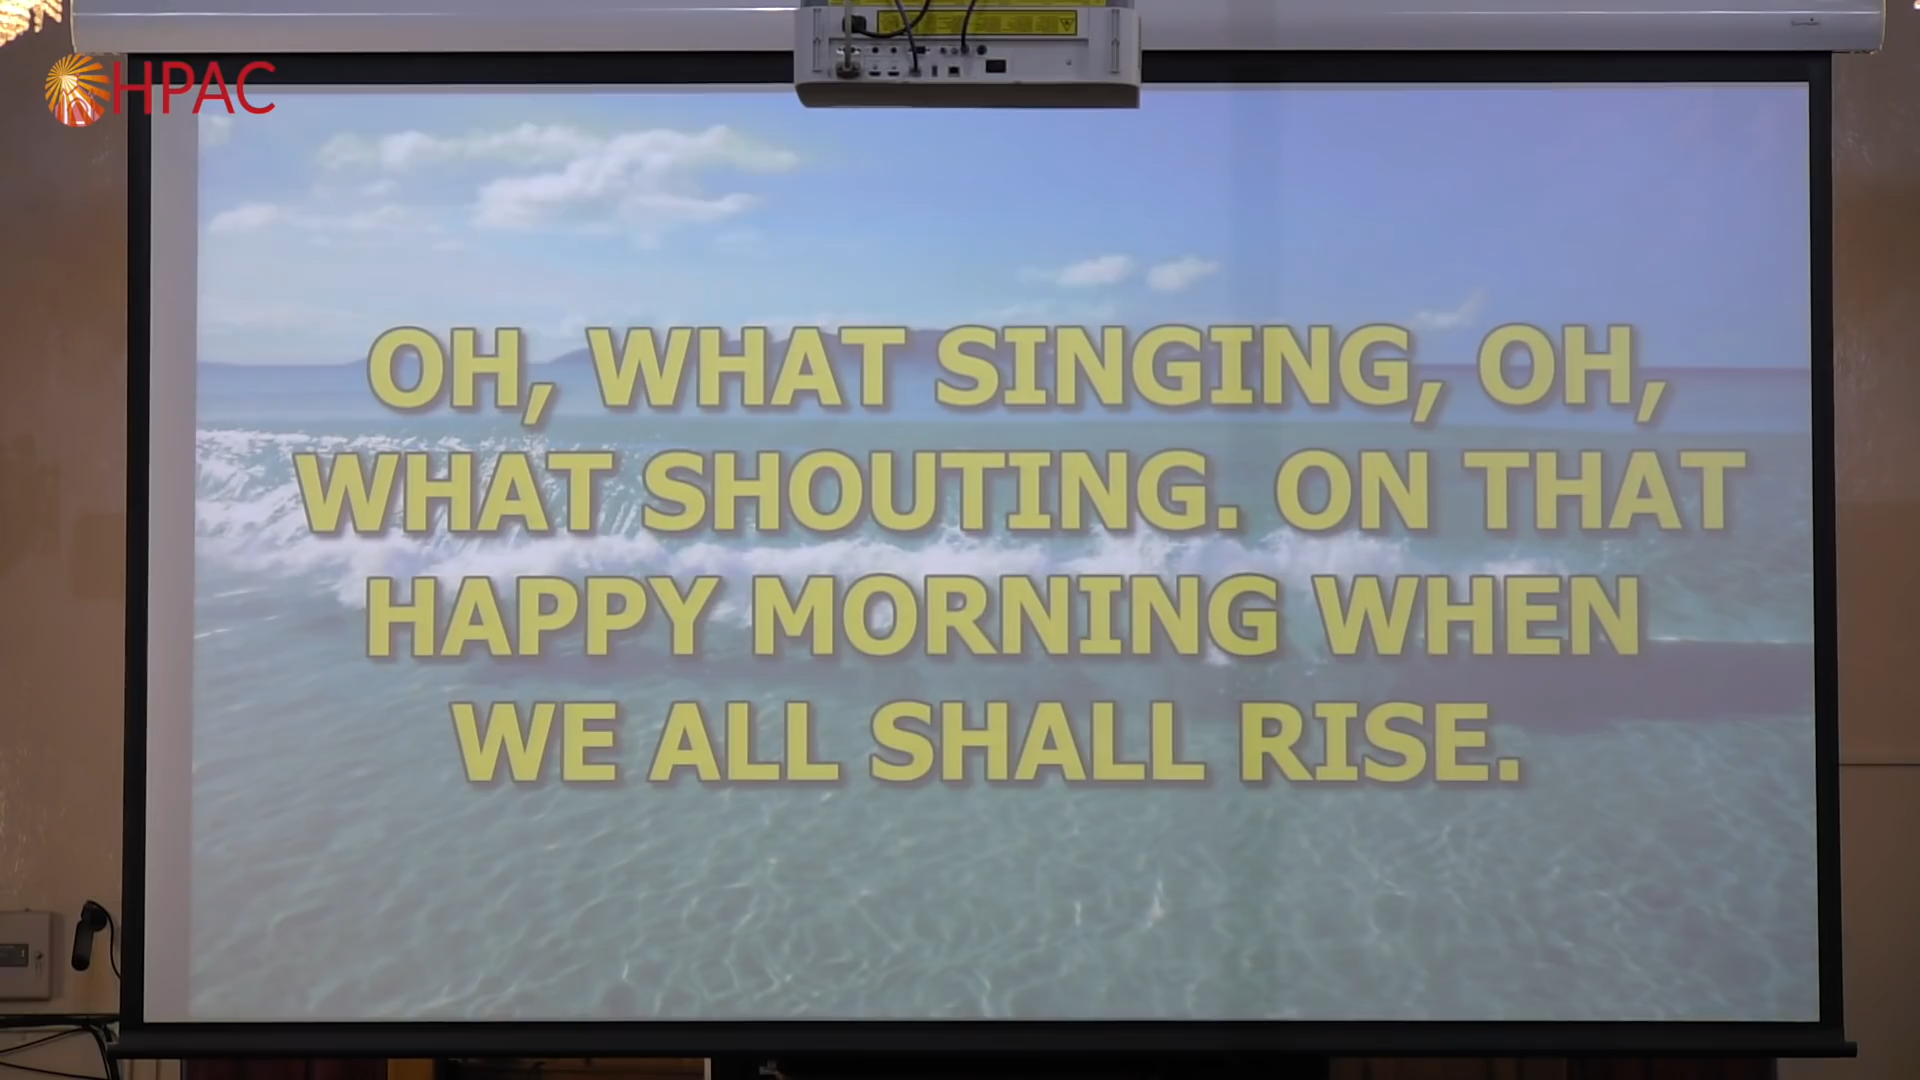 HPAC
OH, WHAT SINGING, OH,
WHAT SHOUTING. ON THAT
HAPPY MORNING WHEN
WE ALL SHALL RISE.